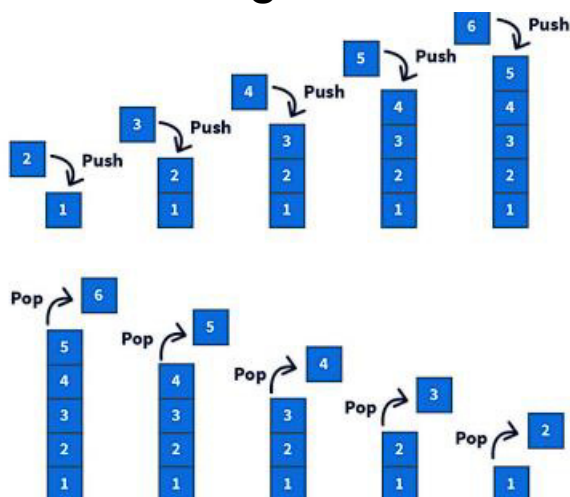 6 Push
5 Push 5
4 Push 4 4
3 Push 3 3 3
2 Push 2 2 2 2
1 1 1 1 1
Pop 6
Pop 5
5 Pop 4
4 4 Pop 3
3 3 3 Pop 2
2 2 2 2
1 1 1 1 1